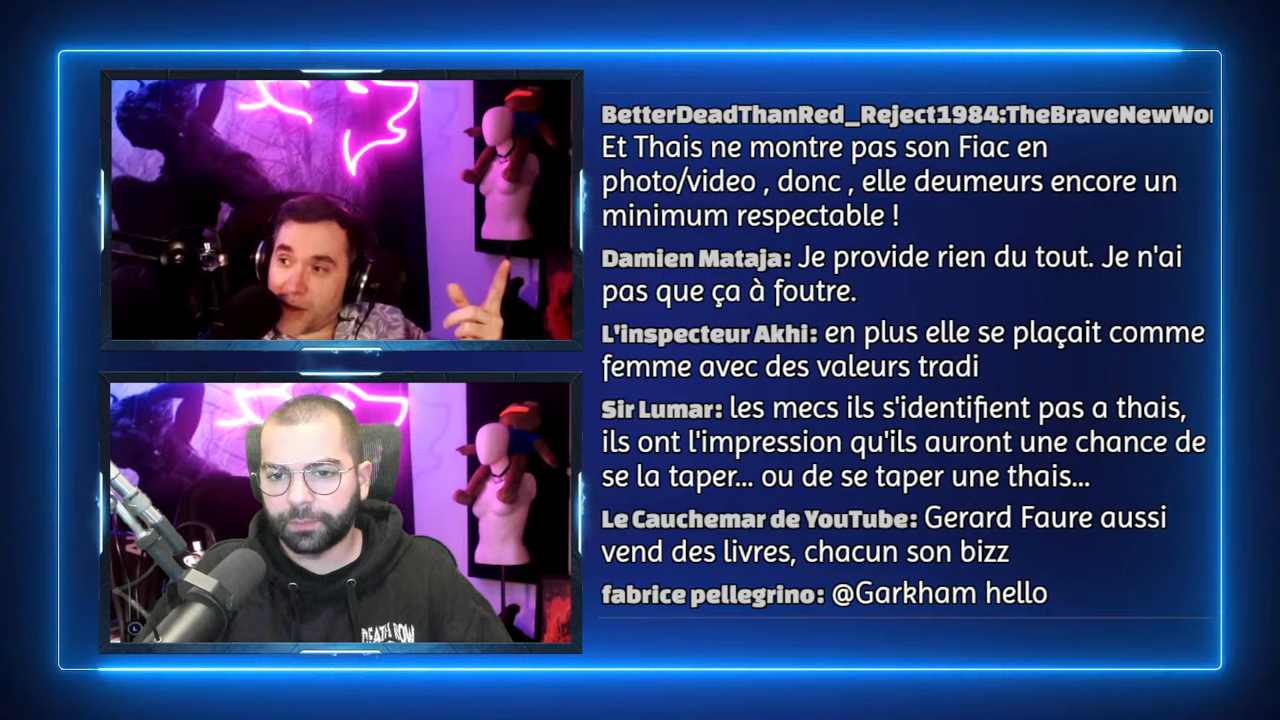 BetterDeadThanRed_Reject1984:TheBraveNewWor
Et Thais ne montre pas son Fiac en
photo/video , donc , elle deumeurs encore un
minimum respectable !
Damien Mataja: Je provide rien du tout. Je n'ai
pas que ça à foutre.
L'inspecteur Akhi: en plus elle se plaçait comme
femme avec des valeurs tradi
Sir Lumar: les mecs ils s'identifient pas a thais,
ils ont l'impression qu'ils auront une chance de
se la taper... ou de se taper une thais...
Le Cauchemar de YouTube: Gerard Faure aussi
vend des livres, chacun son bizz
fabrice pellegrino: @Garkham hello
DEATH ROW